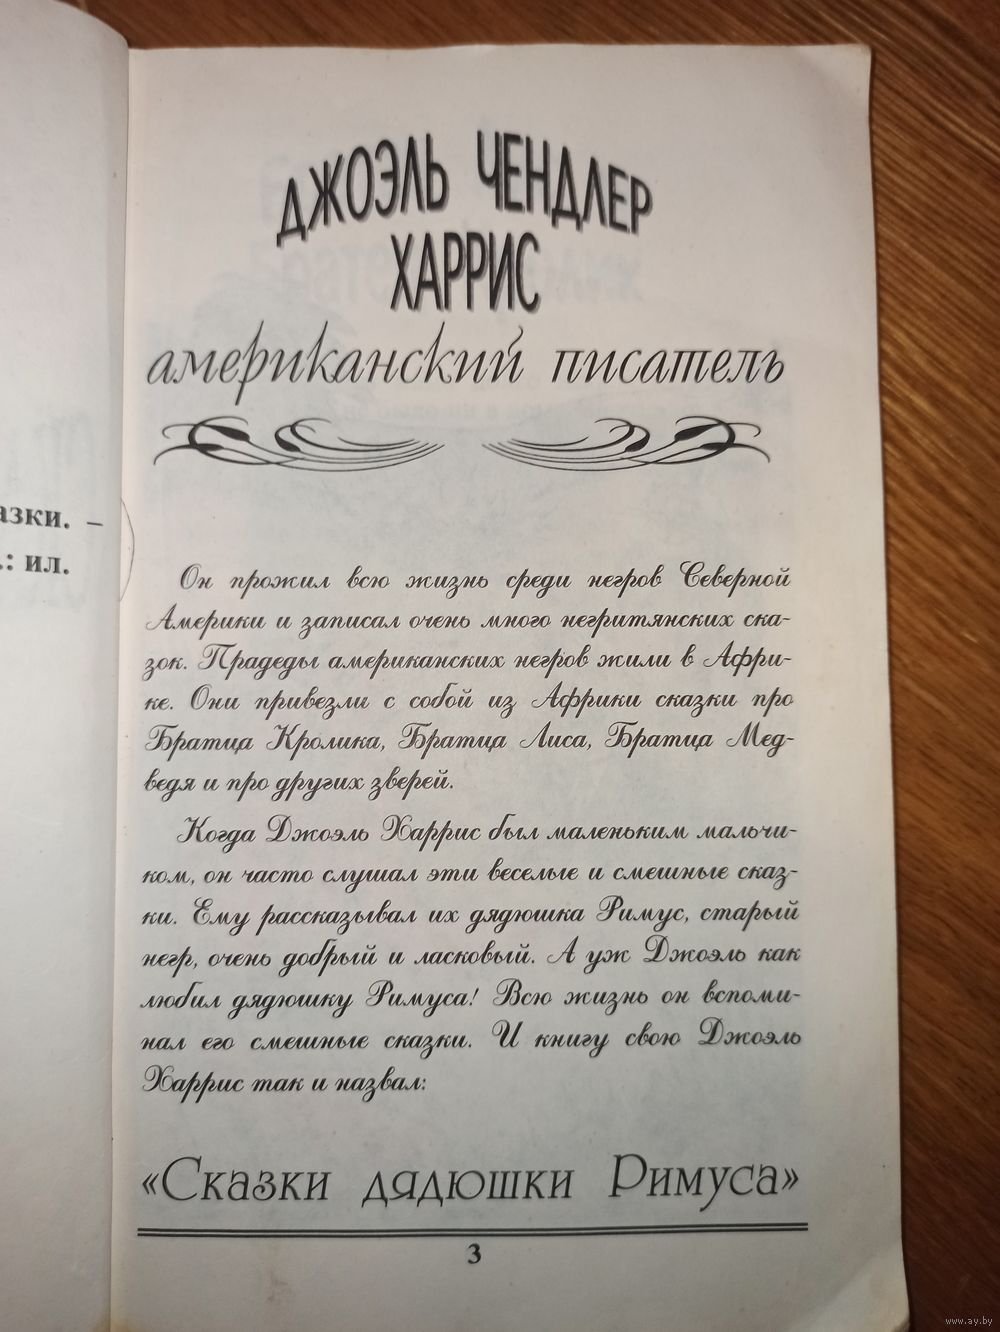 ДЖОЭЛЬ ЧЕНДЛЕР
ХАРРИС
американский писатель
азки. –
.: ил.
Он прожил всю жизнь среди негров Северной
Америки и записал очень много негритянских ска-
зок. Прадеды американских негров жили в Афри-
ке. Они привезли с собой из Африки сказки про
Братца Кролика, Братца Лиса, Братца Мед-
ведя и про других зверей.
Когда Джоэль Харрис был маленьким мальчи-
ком, он часто слушал эти веселые и смешные сказ-
ки. Ему рассказывал их дядюшка Римус, старый
негр, очень добрый и ласковый. А уж Джоэль как
любил дядюшку Римуса! Всю жизнь он вспоми-
нал его смешные сказки. И книгу свою Джоэль
Харрис так и назвал:
«Сказки дядюшки Римуса»
3
www.ay.by